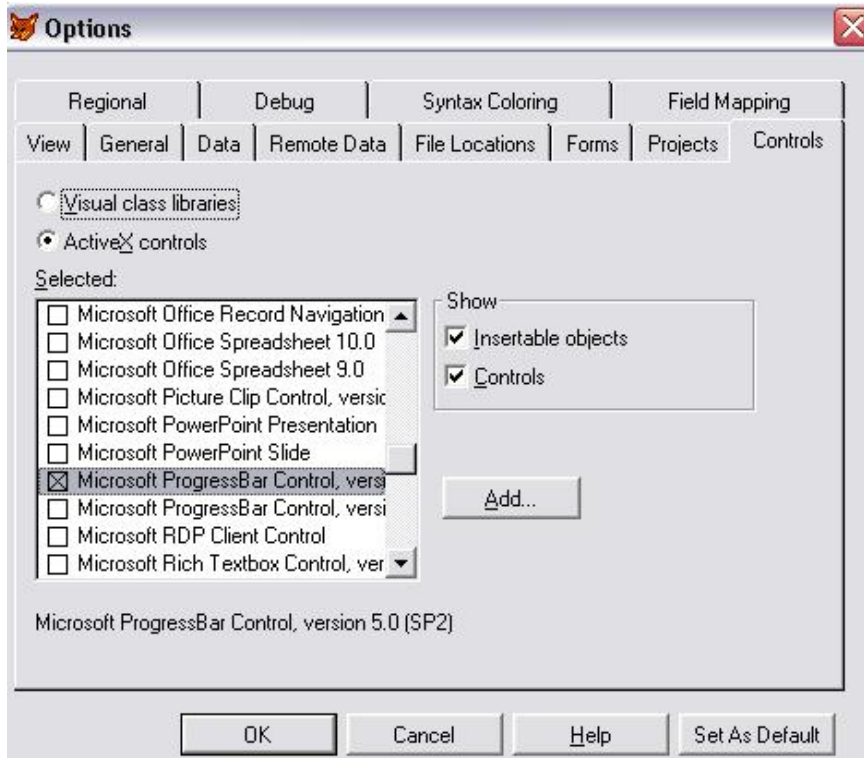 Options
Regional Debug Syntax Coloring Field Mapping
View General Data Remote Data File Locations Forms Projects Controls
Visual class libraries
ActiveX controls
Selected:
Microsoft Office Record Navigation
Microsoft Office Spreadsheet 10.0
Microsoft Office Spreadsheet 9.0
Microsoft Picture Clip Control, versic
Microsoft PowerPoint Presentation
Microsoft PowerPoint Slide
Microsoft ProgressBar Control, vers
Microsoft ProgressBar Control, versi
Microsoft RDP Client Control
Microsoft Rich Textbox Control, ver
Show
Insertable objects
Controls
Add...
Microsoft ProgressBar Control, version 5.0 (SP2)
OK Cancel Help Set As Default